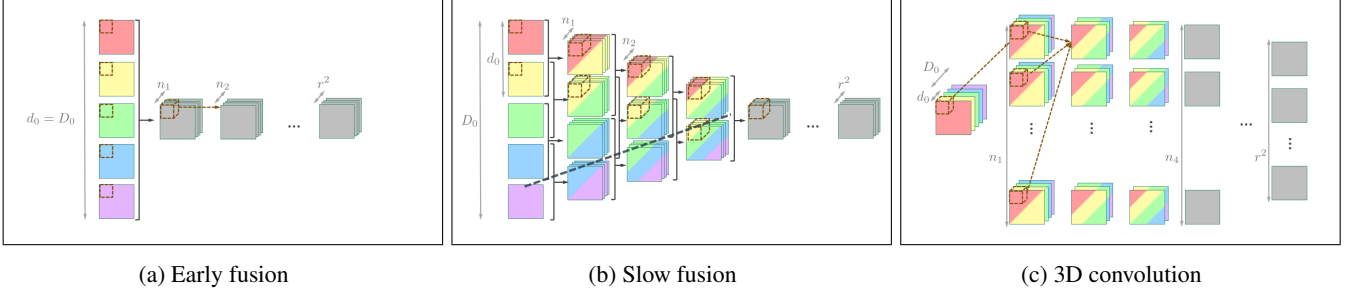 d₀ = D₀
n₁
n₂
...
r²
(a) Early fusion
D₀
d₀
n₁
n₂
...
r²
(b) Slow fusion
D₀
d₀
n₁
⋮
⋮
⋮
n₄
...
r²
⋮
(c) 3D convolution